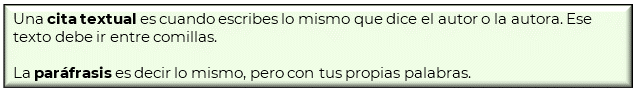 Una cita textual es cuando escribes lo mismo que dice el autor o la autora. Ese
texto debe ir entre comillas.
La paráfrasis es decir lo mismo, pero con tus propias palabras.